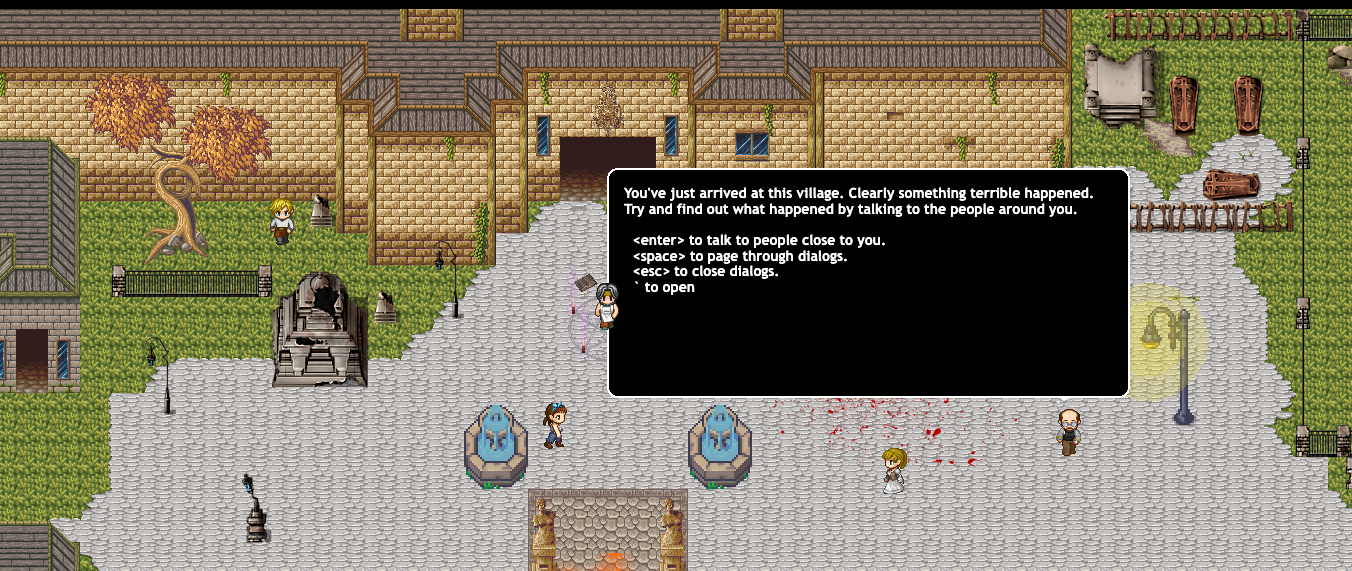 You've just arrived at this village. Clearly something terrible happened.
Try and find out what happened by talking to the people around you.
<enter> to talk to people close to you.
<space> to page through dialogs.
<esc> to close dialogs.
` to open